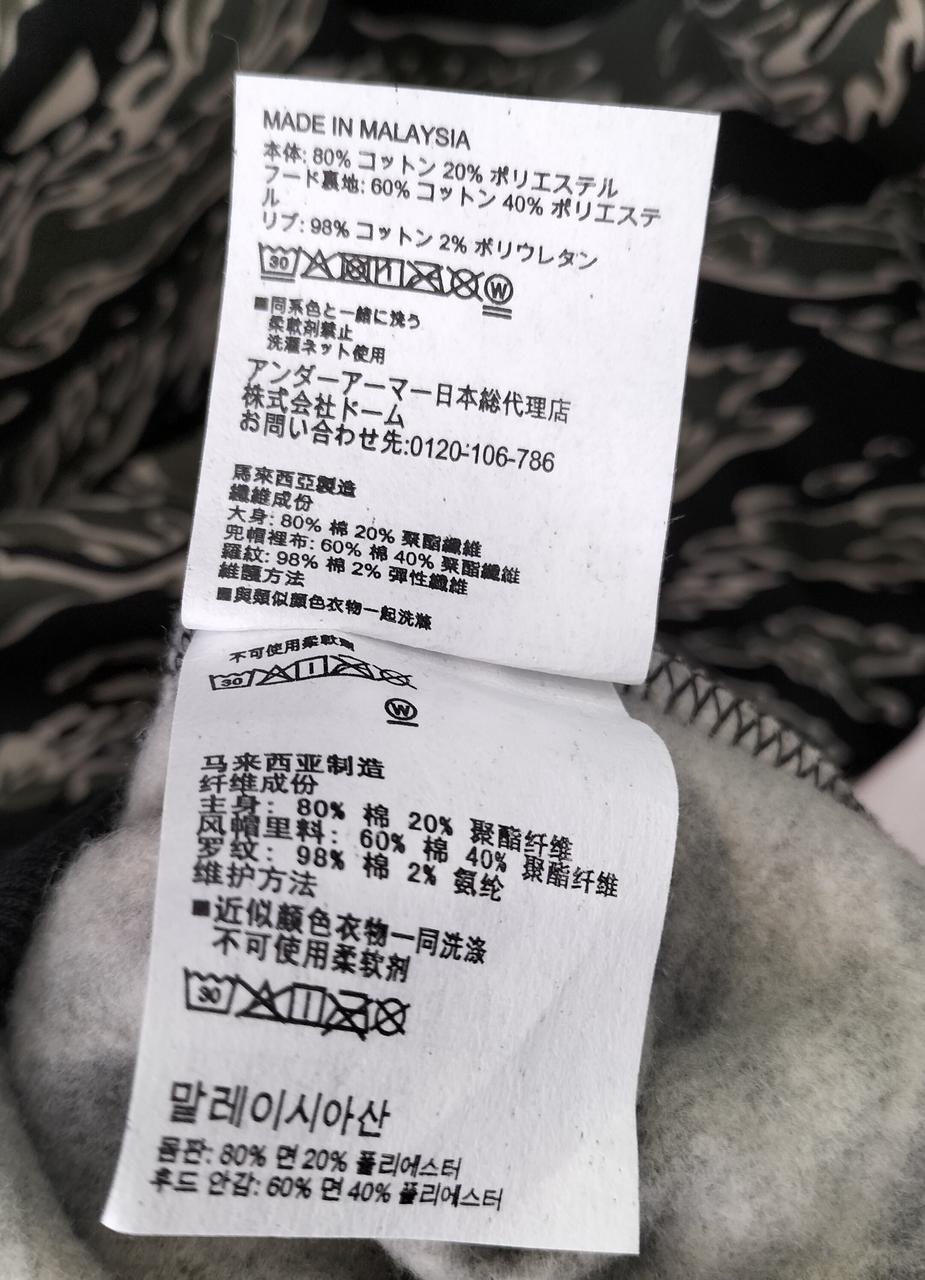 MADE IN MALAYSIA
本体: 80% コットン 20% ポリエステル
フード裏地: 60% コットン 40% ポリエステ
ル
リブ: 98% コットン 2% ポリウレタン
30
W
■同系色と一緒に洗う
柔軟剤禁止
洗濯ネット使用
アンダーアーマー日本総代理店
株式会社ドーム
お問い合わせ先:0120-106-786
馬來西亞製造
纖維成份
大身: 80% 棉 20% 聚酯纖維
兜帽裡布: 60% 棉 40% 聚酯纖維
羅紋: 98% 棉 2% 彈性纖維
維護方法
■與類似顏色衣物一起洗滌
不可使用柔軟劑
30
W
马来西亚制造
纤维成份
主身: 80% 棉 20% 聚酯纤维
风帽里料: 60% 棉 40% 聚酯纤维
罗纹: 98% 棉 2% 氨纶
维护方法
■近似颜色衣物一同洗涤
不可使用柔软剂
30
말레이시아산
몸판: 80% 면 20% 폴리에스터
후드 안감: 60% 면 40% 폴리에스터